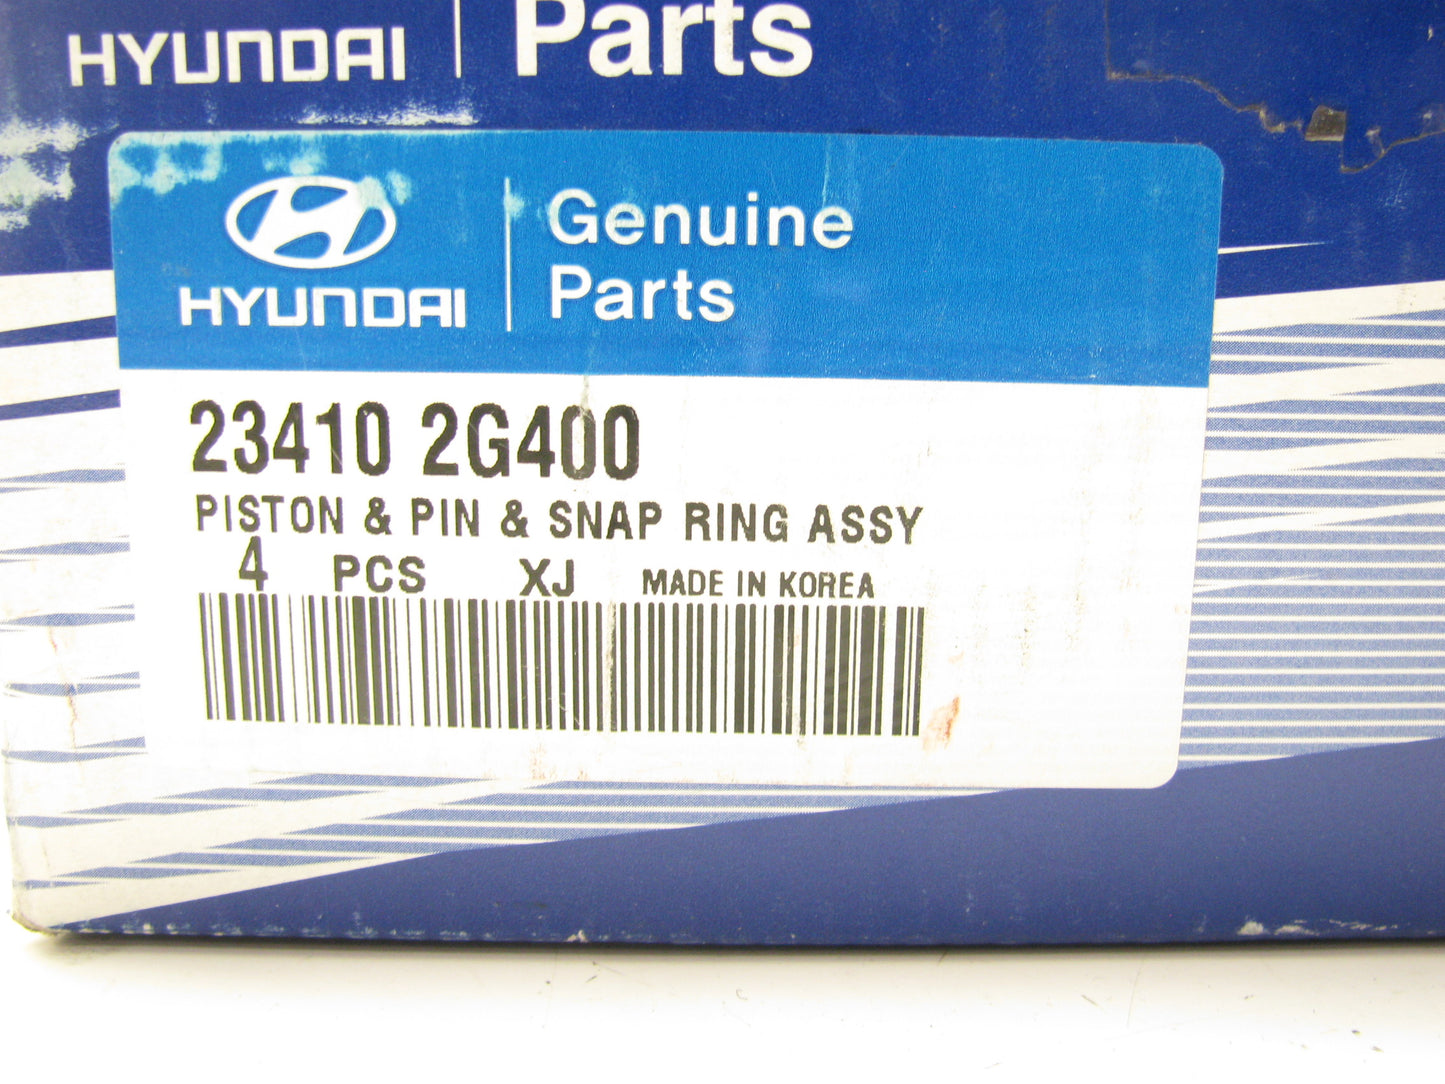 HYUNDAI Parts
HYUNDAI
Genuine
Parts
23410 2G400
PISTON & PIN & SNAP RING ASSY
4 PCS XJ MADE IN KOREA